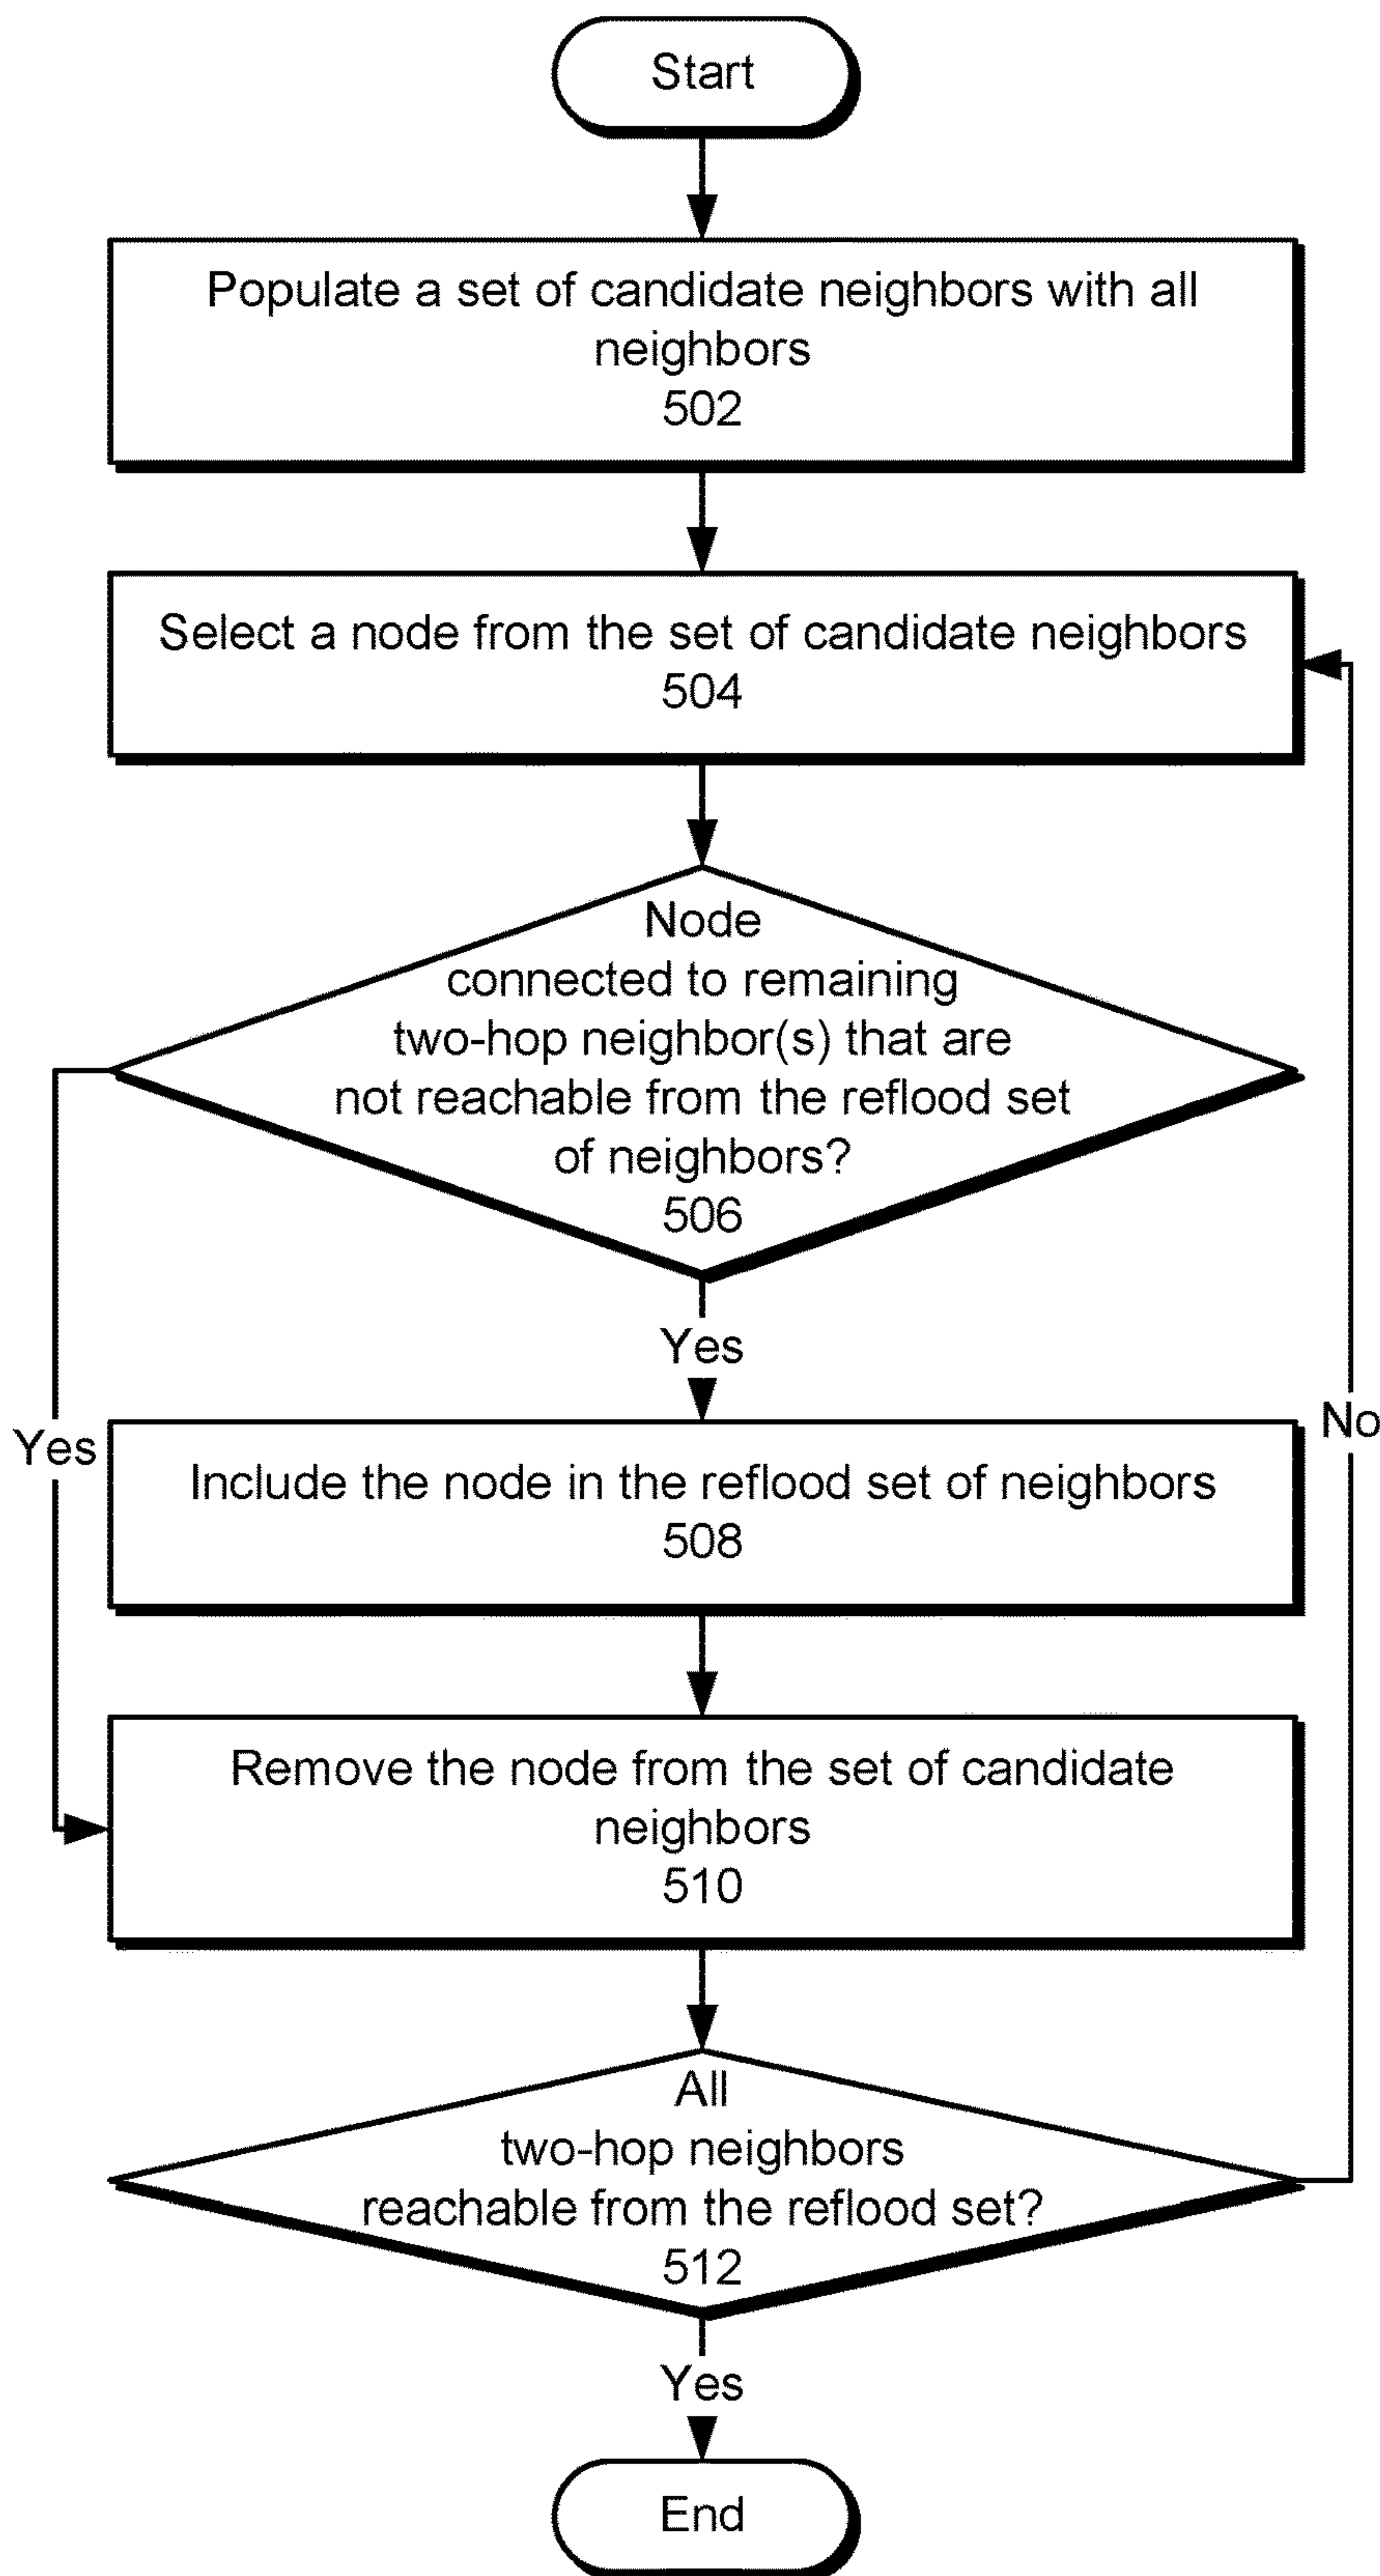 Start
Populate a set of candidate neighbors with all
neighbors
502
Select a node from the set of candidate neighbors
504
Node
connected to remaining
two-hop neighbor(s) that are
not reachable from the reflood set
of neighbors?
506
Yes
No
Yes
Include the node in the reflood set of neighbors
508
Remove the node from the set of candidate
neighbors
510
All
two-hop neighbors
reachable from the reflood set?
512
Yes
End